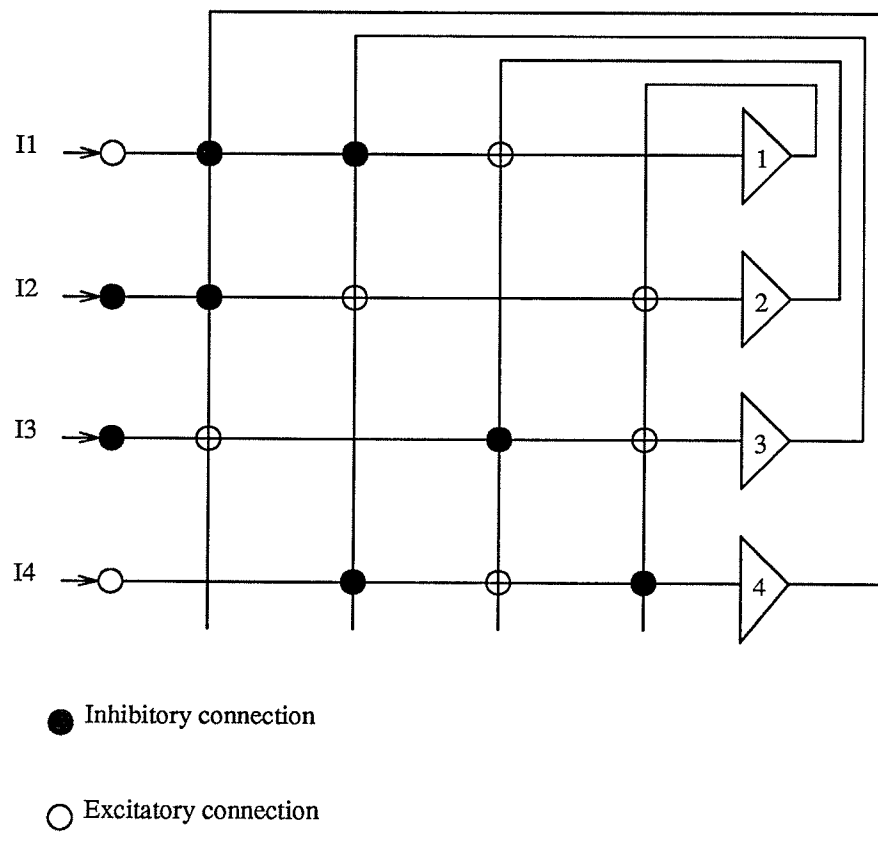 I1
1
I2
2
I3
3
I4
4
Inhibitory connection
Excitatory connection